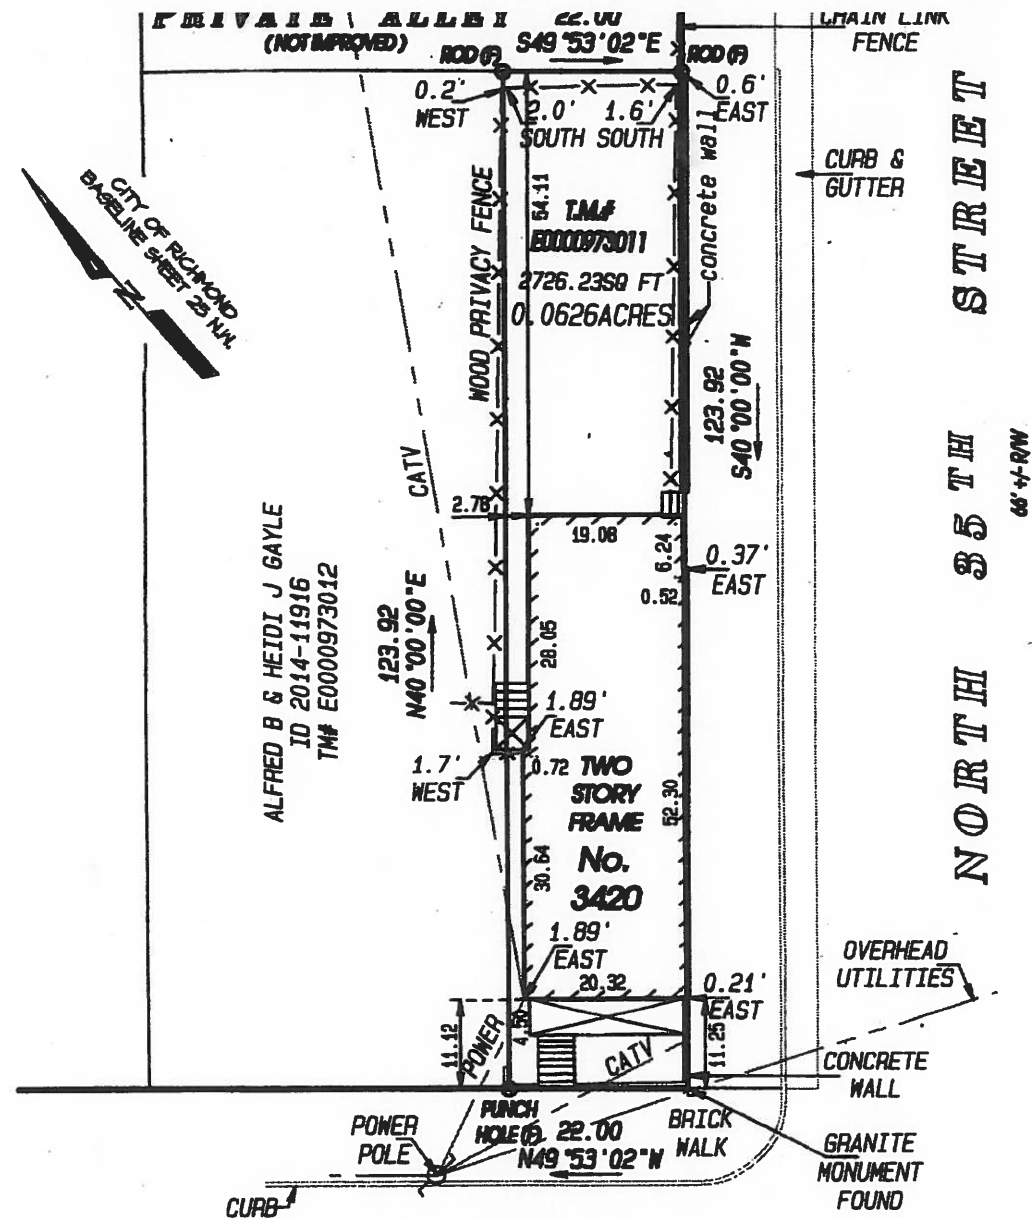 PRIVATE ALLEY
(NOT IMPROVED)
22.00
S49°53'02"E
ROD(F)
ROD(F)
CHAIN LINK
FENCE
0.2'
WEST
2.0'
SOUTH
1.6'
SOUTH
0.6'
EAST
concrete wall
CURB &
GUTTER
CITY OF RICHMOND
BASELINE SHEET 25 N.W.
N
WOOD PRIVACY FENCE
54.11
T.M.#
E0000973011
2726.23SQ FT
0.0626ACRES
123.92
S40°00'00"W
NORTH 35TH STREET
66' +/- R/W
CATV
2.78
19.08
6.24
0.52
0.37'
EAST
ALFRED B & HEIDI J GAYLE
ID 2014-11916
TM# E0000973012
123.92
N40°00'00"E
28.05
1.89'
EAST
1.7'
WEST
0.72
TWO
STORY
FRAME
No.
3420
52.30
30.64
1.89'
EAST
20.32
0.21'
EAST
OVERHEAD
UTILITIES
11.12
POWER
4.50
CATV
11.25
CONCRETE
WALL
PUNCH
HOLE(F)
22.00
N49°53'02"W
BRICK
WALK
POWER
POLE
GRANITE
MONUMENT
FOUND
CURB